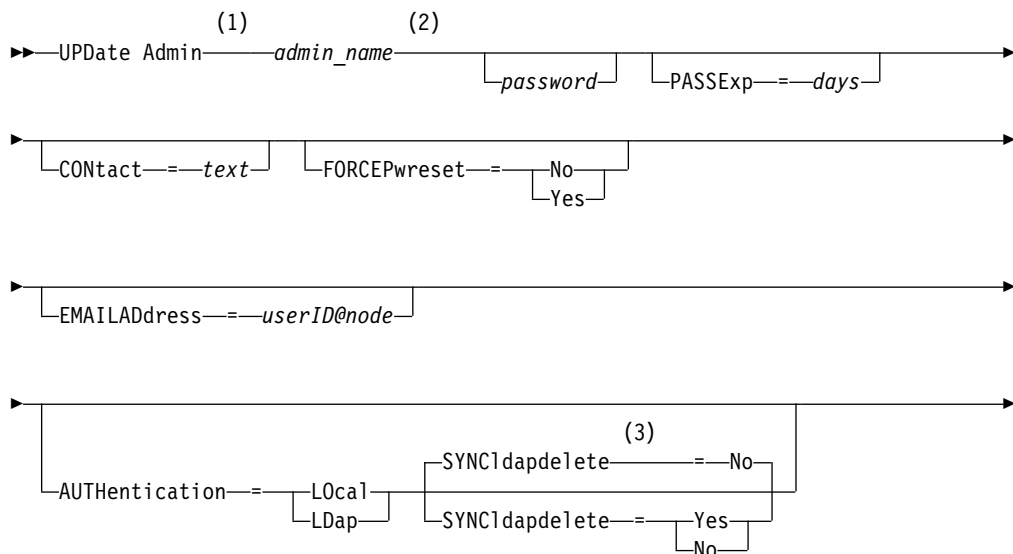 (1) (2)
UPDate Admin admin_name
password PASSExp = days
CONtact = text FORCEPwreset = No
Yes
EMAILADdress = userID@node
(3)
SYNCldapdelete = No
AUTHentication = LOcal
LDap SYNCldapdelete = Yes
No